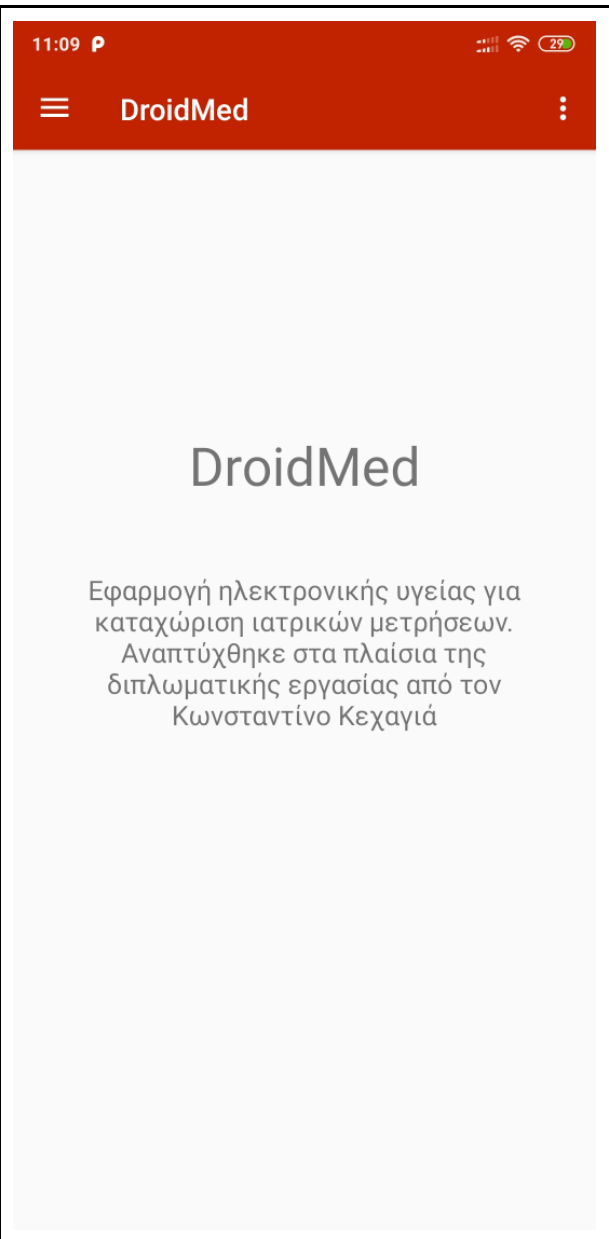 11:09 P 29
DroidMed
DroidMed
Εφαρμογή ηλεκτρονικής υγείας για
καταχώριση ιατρικών μετρήσεων.
Αναπτύχθηκε στα πλαίσια της
διπλωματικής εργασίας από τον
Κωνσταντίνο Κεχαγιά